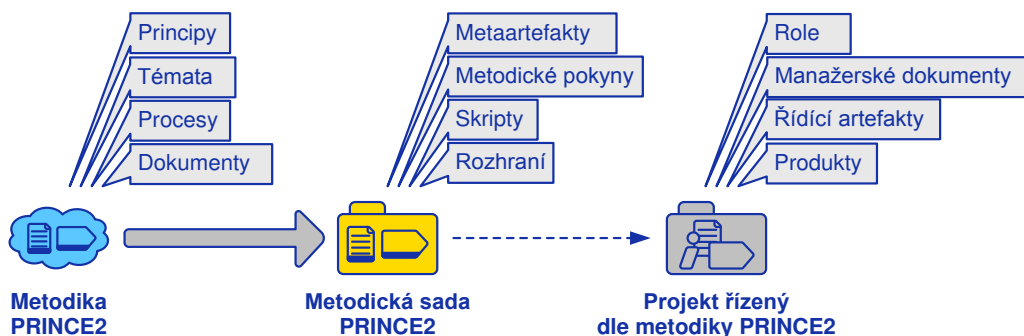 Principy
Témata
Procesy
Dokumenty
Metaartefakty
Metodické pokyny
Skripty
Rozhraní
Role
Manažerské dokumenty
Řídící artefakty
Produkty
Metodika
PRINCE2
Metodická sada
PRINCE2
Projekt řízený
dle metodiky PRINCE2